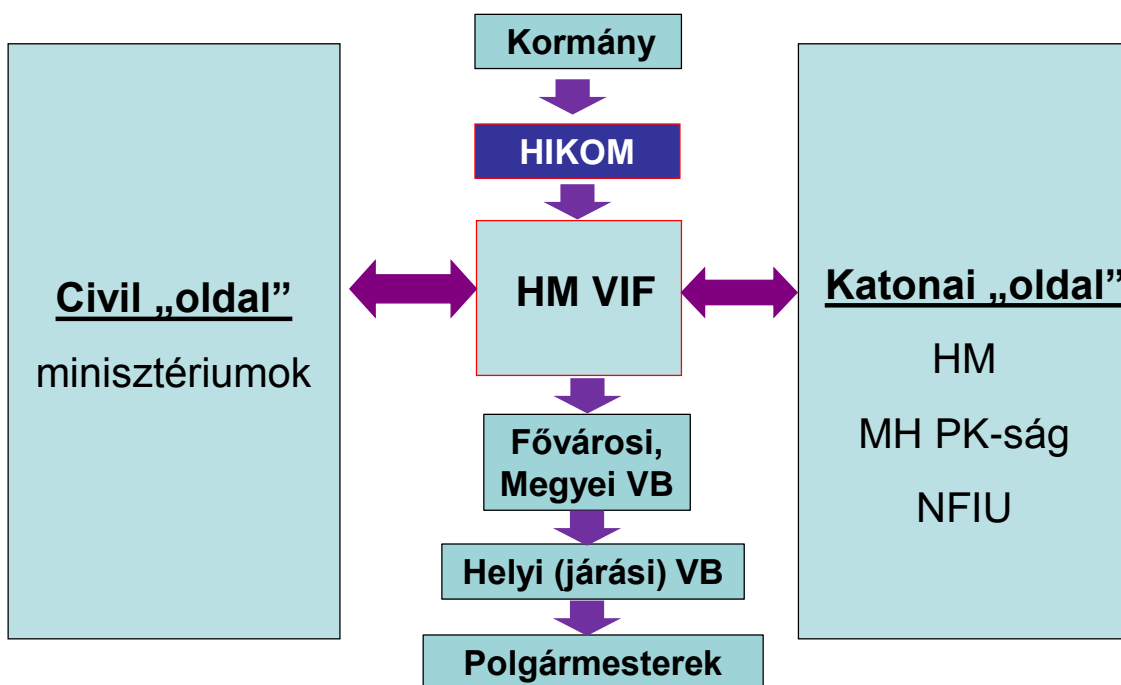 Kormány
HIKOM
HM VIF
Civil „oldal”
minisztériumok
Katonai „oldal”
HM
MH PK-ság
NFIU
Fővárosi,
Megyei VB
Helyi (járási) VB
Polgármesterek